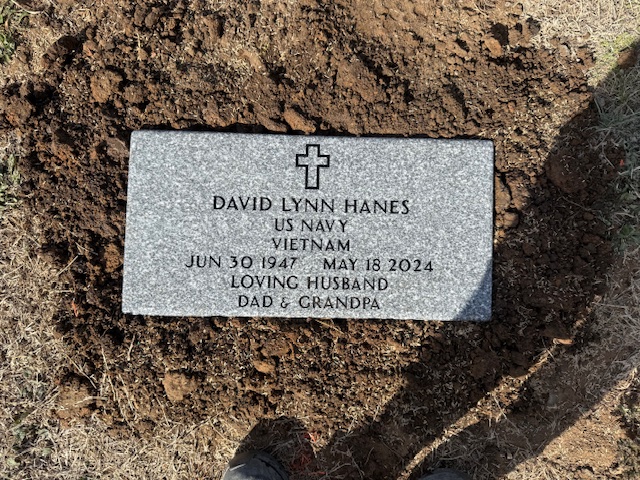 DAVID LYNN HANES
US NAVY
VIETNAM
JUN 30 1947 MAY 18 2024
LOVING HUSBAND
DAD & GRANDPA